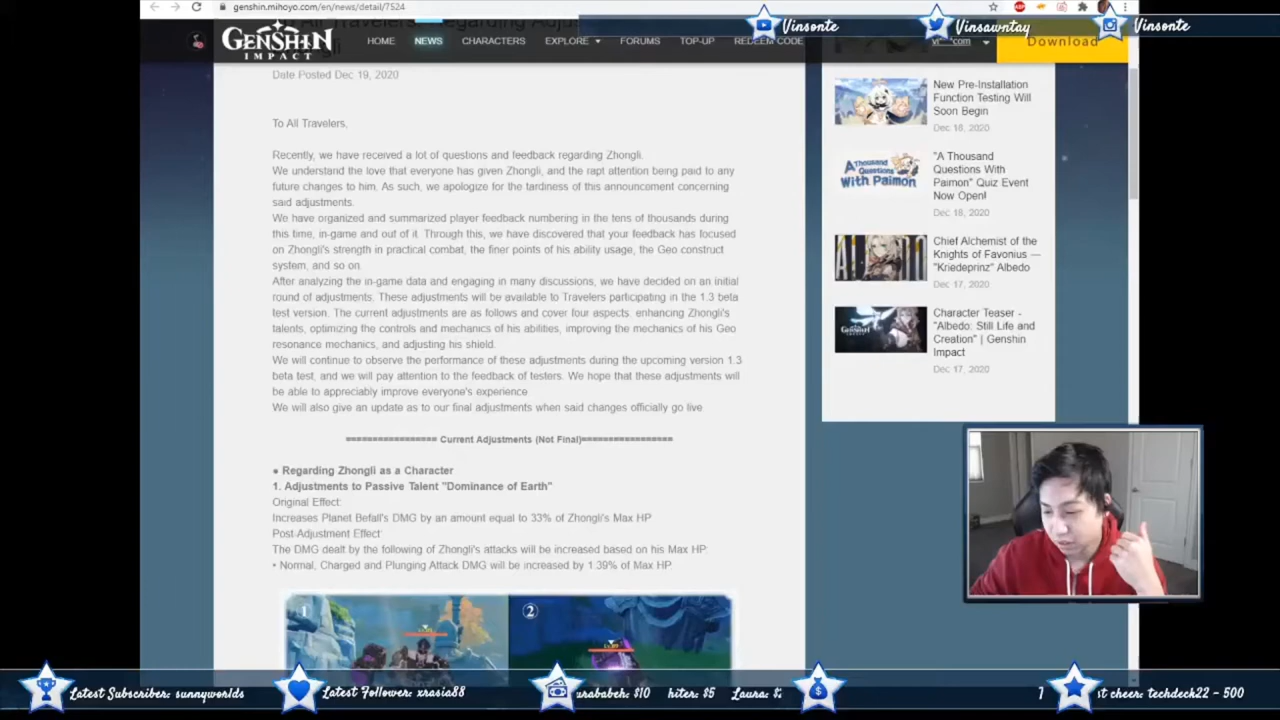 genshin.mihoyo.com/en/news/detail/7524
Vinsonte
Vinsawntay
Vinsonte
GENSHIN
IMPACT
HOME
NEWS
CHARACTERS
EXPLORE
FORUMS
TOP-UP
REDEEM CODE
Download
Date Posted Dec 19, 2020
To All Travelers,
Recently, we have received a lot of questions and feedback regarding Zhongli.
We understand the love that everyone has given Zhongli, and the rapt attention being paid to any
future changes to him. As such, we apologize for the tardiness of this announcement concerning
said adjustments.
We have organized and summarized player feedback numbering in the tens of thousands during
this time, in-game and out of it. Through this, we have discovered that your feedback has focused
on Zhongli's strength in practical combat, the finer points of his ability usage, the Geo construct
system, and so on.
After analyzing the in-game data and engaging in many discussions, we have decided on an initial
round of adjustments. These adjustments will be available to Travelers participating in the 1.3 beta
test version. The current adjustments are as follows and cover four aspects: enhancing Zhongli's
talents, optimizing the controls and mechanics of his abilities, improving the mechanics of his Geo
resonance mechanics, and adjusting his shield.
We will continue to observe the performance of these adjustments during the upcoming version 1.3
beta test, and we will pay attention to the feedback of testers. We hope that these adjustments will
be able to appreciably improve everyone's experience
We will also give an update as to our final adjustments when said changes officially go live
================= Current Adjustments (Not Final)=================
● Regarding Zhongli as a Character
1. Adjustments to Passive Talent "Dominance of Earth"
Original Effect:
Increases Planet Befall's DMG by an amount equal to 33% of Zhongli's Max HP
Post-Adjustment Effect:
The DMG dealt by the following of Zhongli's attacks will be increased based on his Max HP:
• Normal, Charged and Plunging Attack DMG will be increased by 1.39% of Max HP.
1
2
New Pre-Installation
Function Testing Will
Soon Begin
Dec 18, 2020
A Thousand
Questions
With Paimon
"A Thousand
Questions With
Paimon" Quiz Event
Now Open!
Dec 18, 2020
Chief Alchemist of the
Knights of Favonius —
"Kriedeprinz" Albedo
Dec 17, 2020
Character Teaser -
"Albedo: Still Life and
Creation" | Genshin
Impact
Dec 17, 2020
Latest Subscriber: sunnyworlds
Latest Follower: xrasia88
urababeh: $10
hiter: $5
Laura: $
st cheer: techdeck22 - 500